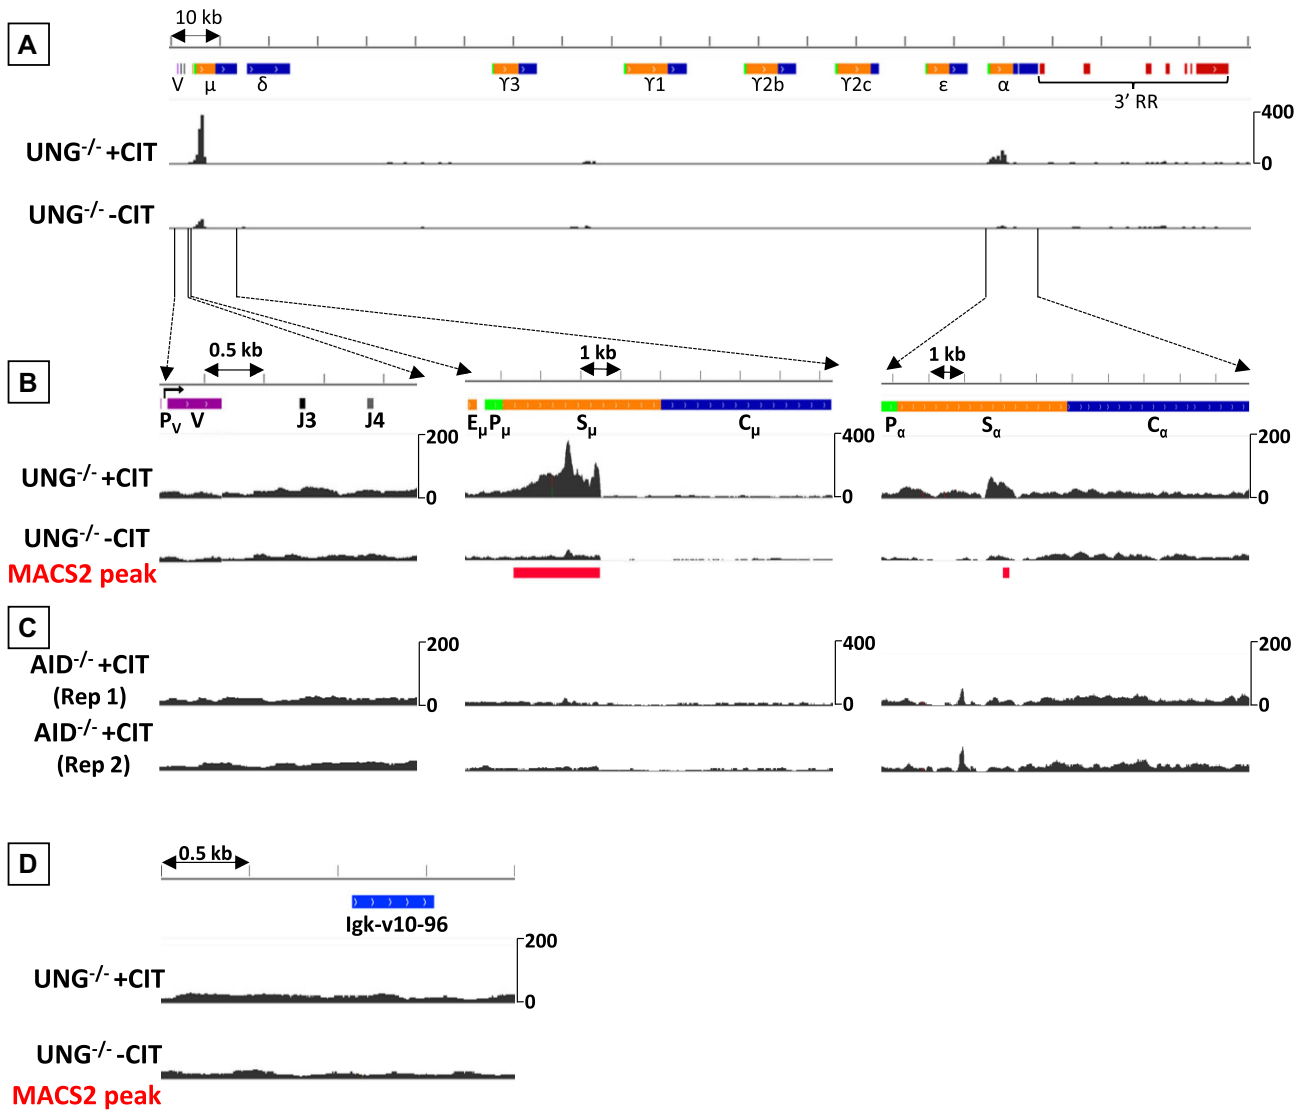 A
10 kb
V μ δ ϒ3 ϒ1 ϒ2b ϒ2c ε α
3’ RR
UNG-/- +CIT
400
0
UNG-/- -CIT
B
0.5 kb
1 kb
1 kb
PV V J3 J4
Eμ Pμ Sμ Cμ
Pα Sα Cα
UNG-/- +CIT
200
0
400
0
200
0
UNG-/- -CIT
MACS2 peak
C
AID-/- +CIT
(Rep 1)
200
0
400
0
200
0
AID-/- +CIT
(Rep 2)
D
0.5 kb
Igk-v10-96
UNG-/- +CIT
200
0
UNG-/- -CIT
MACS2 peak